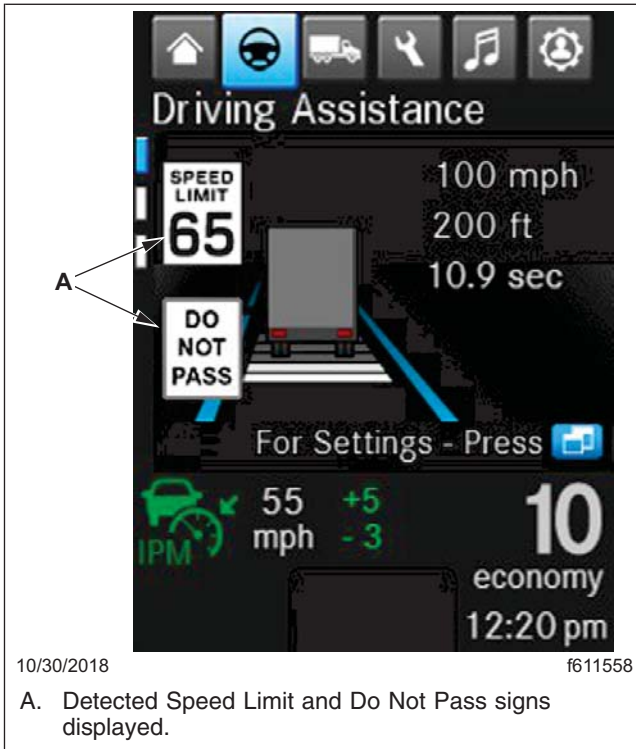 Driving Assistance
SPEED
LIMIT
65
100 mph
200 ft
10.9 sec
A
DO
NOT
PASS
For Settings - Press
IPM
55 +5
mph - 3
10
economy
12:20 pm
10/30/2018 f611558
A. Detected Speed Limit and Do Not Pass signs
displayed.